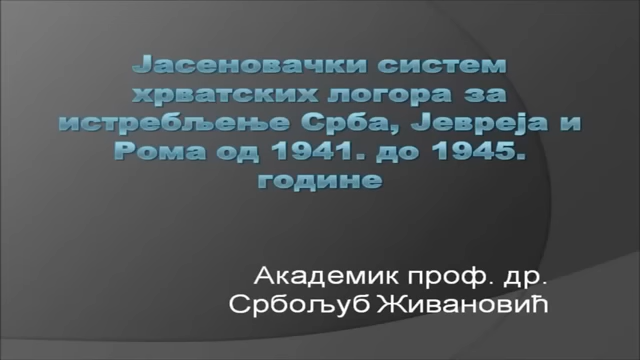 Јасеновачки систем
хрватских логора за
истребљење Срба, Јевреја и
Рома од 1941. до 1945.
године
Академик проф. др.
Србољуб Живановић